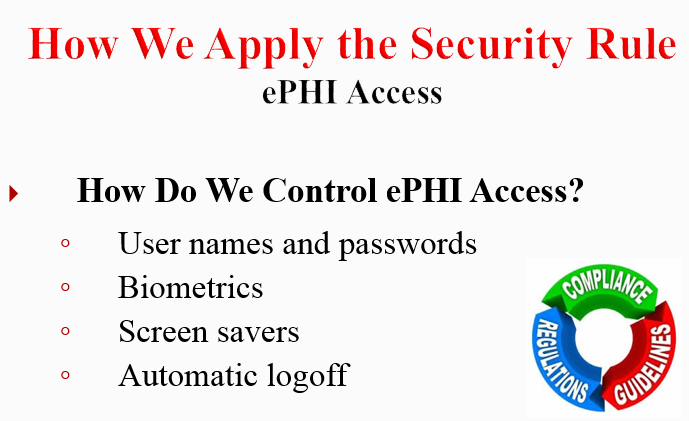 How We Apply the Security Rule
ePHI Access
How Do We Control ePHI Access?
User names and passwords
Biometrics
Screen savers
Automatic logoff
COMPLIANCE
REGULATIONS
GUIDELINES